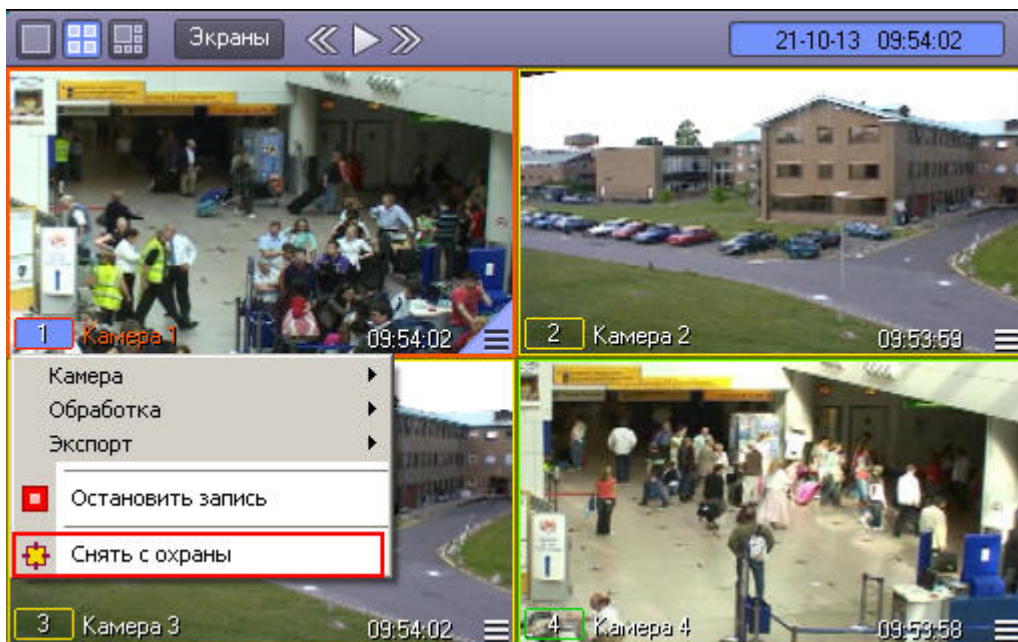 Экраны
21-10-13 09:54:02
1 Камера 1 09:54:02
2 Камера 2 09:53:59
Камера
Обработка
Экспорт
Остановить запись
Снять с охраны
3 Камера 3 09:54:02
4 Камера 4 09:53:58